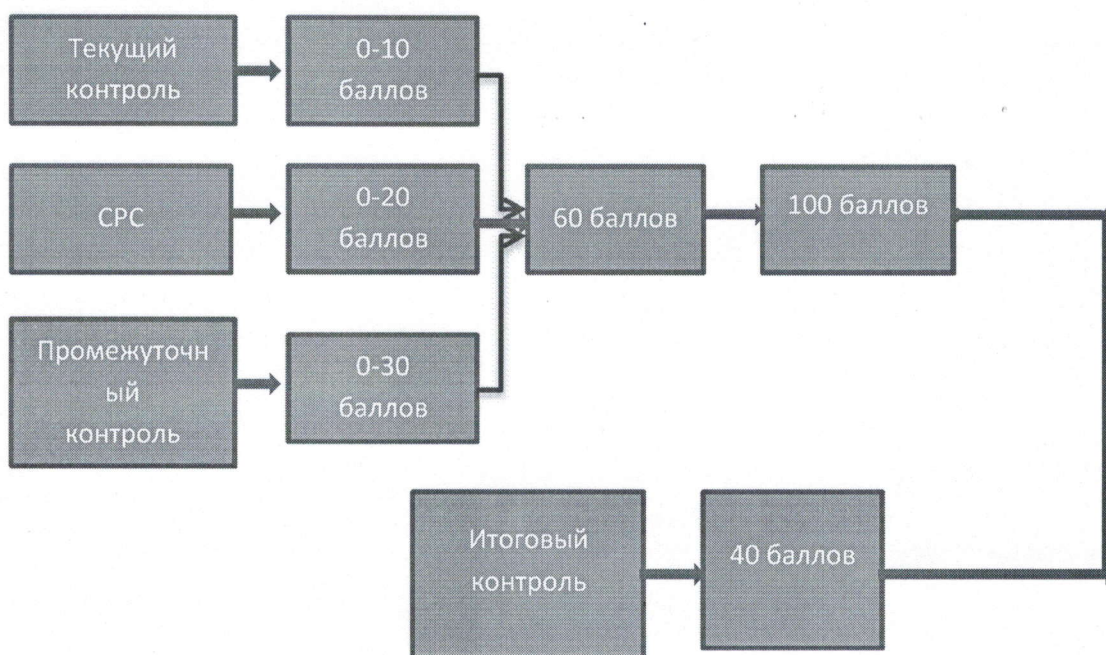 Текущий
контроль
0-10
баллов
СРС
0-20
баллов
60 баллов
100 баллов
Промежуточн
ый
контроль
0-30
баллов
Итоговый
контроль
40 баллов